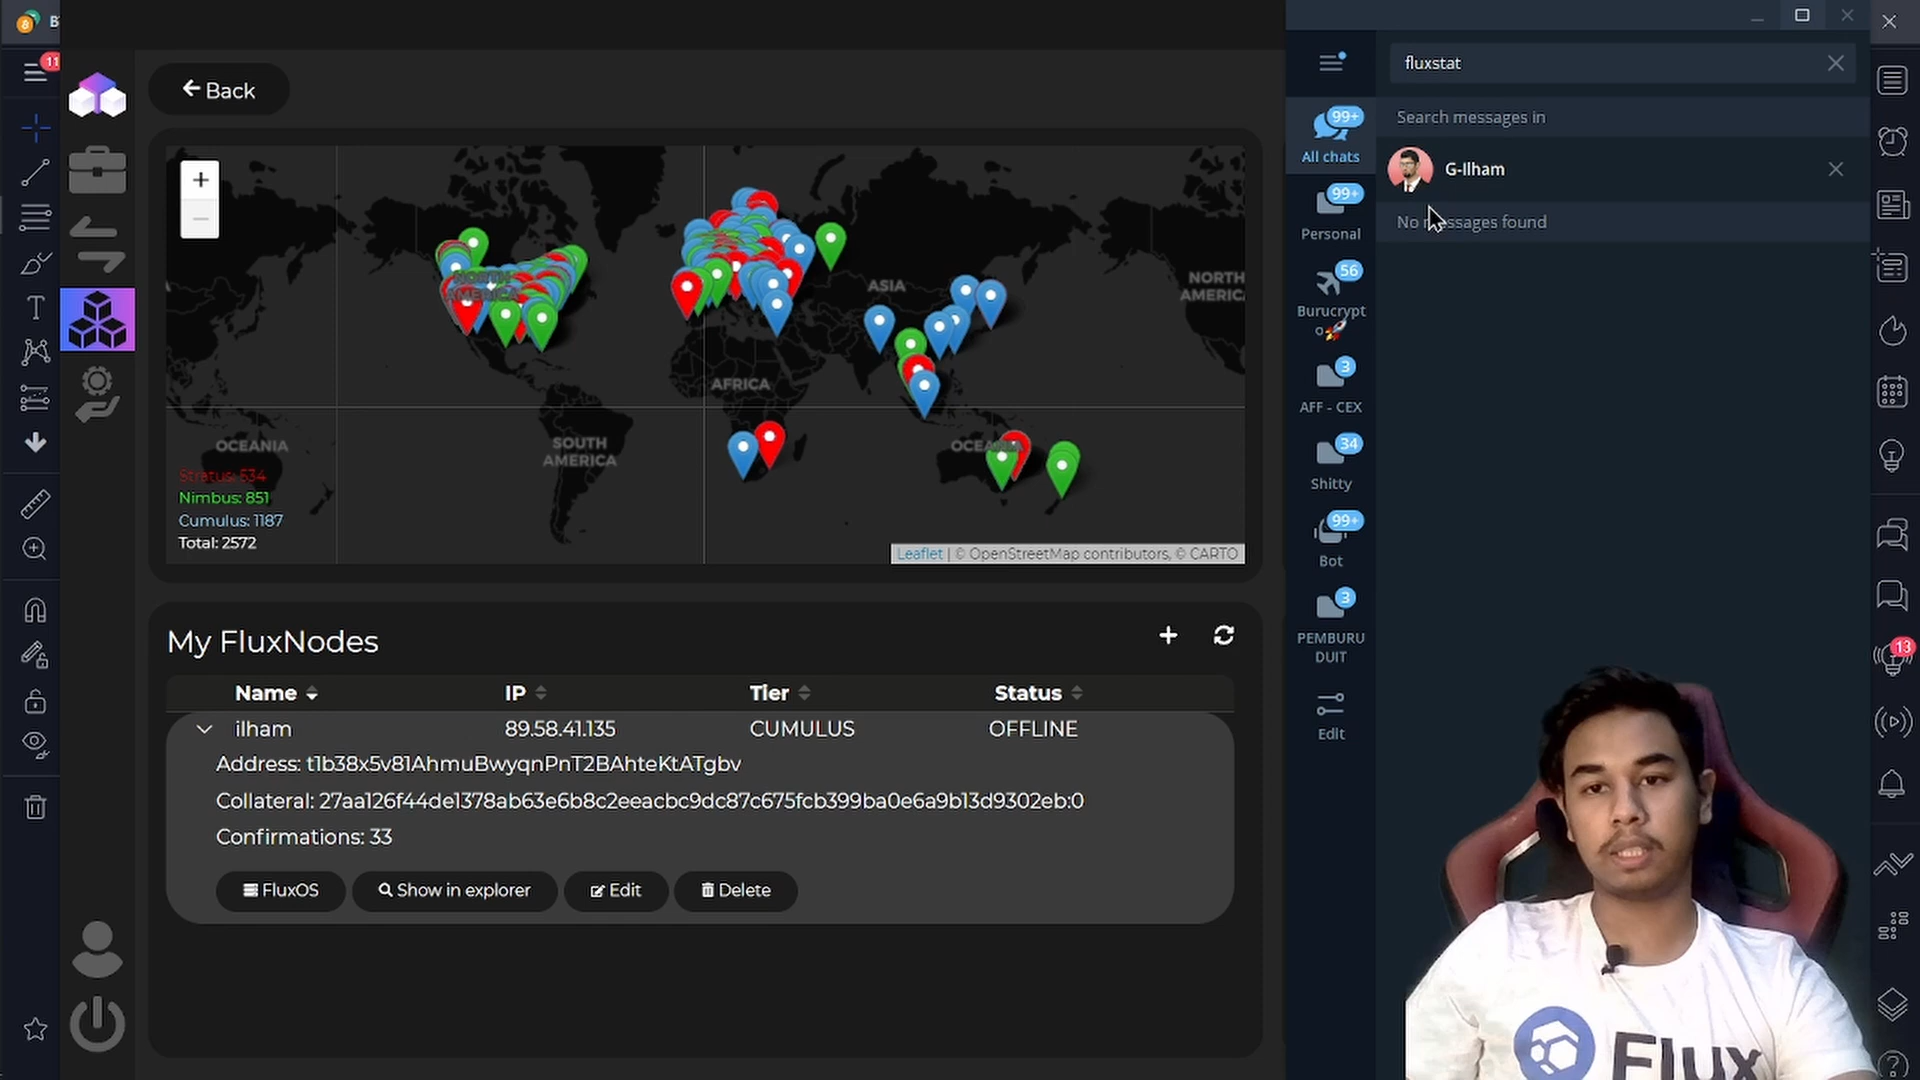 B
11
Back
+
−
NORTH
AMERICA
ASIA
NORTH
AMERICA
AFRICA
OCEANIA
SOUTH
AMERICA
Stratus: 534
Nimbus: 851
Cumulus: 1187
Total: 2572
Leaflet | © OpenStreetMap contributors, © CARTO
My FluxNodes
Name
IP
Tier
Status
ilham
89.58.41.135
CUMULUS
OFFLINE
Address: t1b38x5v81AhmuBwyqnPnT2BAhteKtATgbv
Collateral: 27aa126f44de1378ab63e6b8c2eeacbc9dc87c675fcb399ba0e6a9b13d9302eb:0
Confirmations: 33
FluxOS
Show in explorer
Edit
Delete
fluxstat
Search messages in
G-Ilham
No messages found
99+
All chats
99+
Personal
56
Burucrypt
o🚀
3
AFF - CEX
34
Shitty
99+
Bot
3
PEMBURU
DUIT
Edit
13
Flux